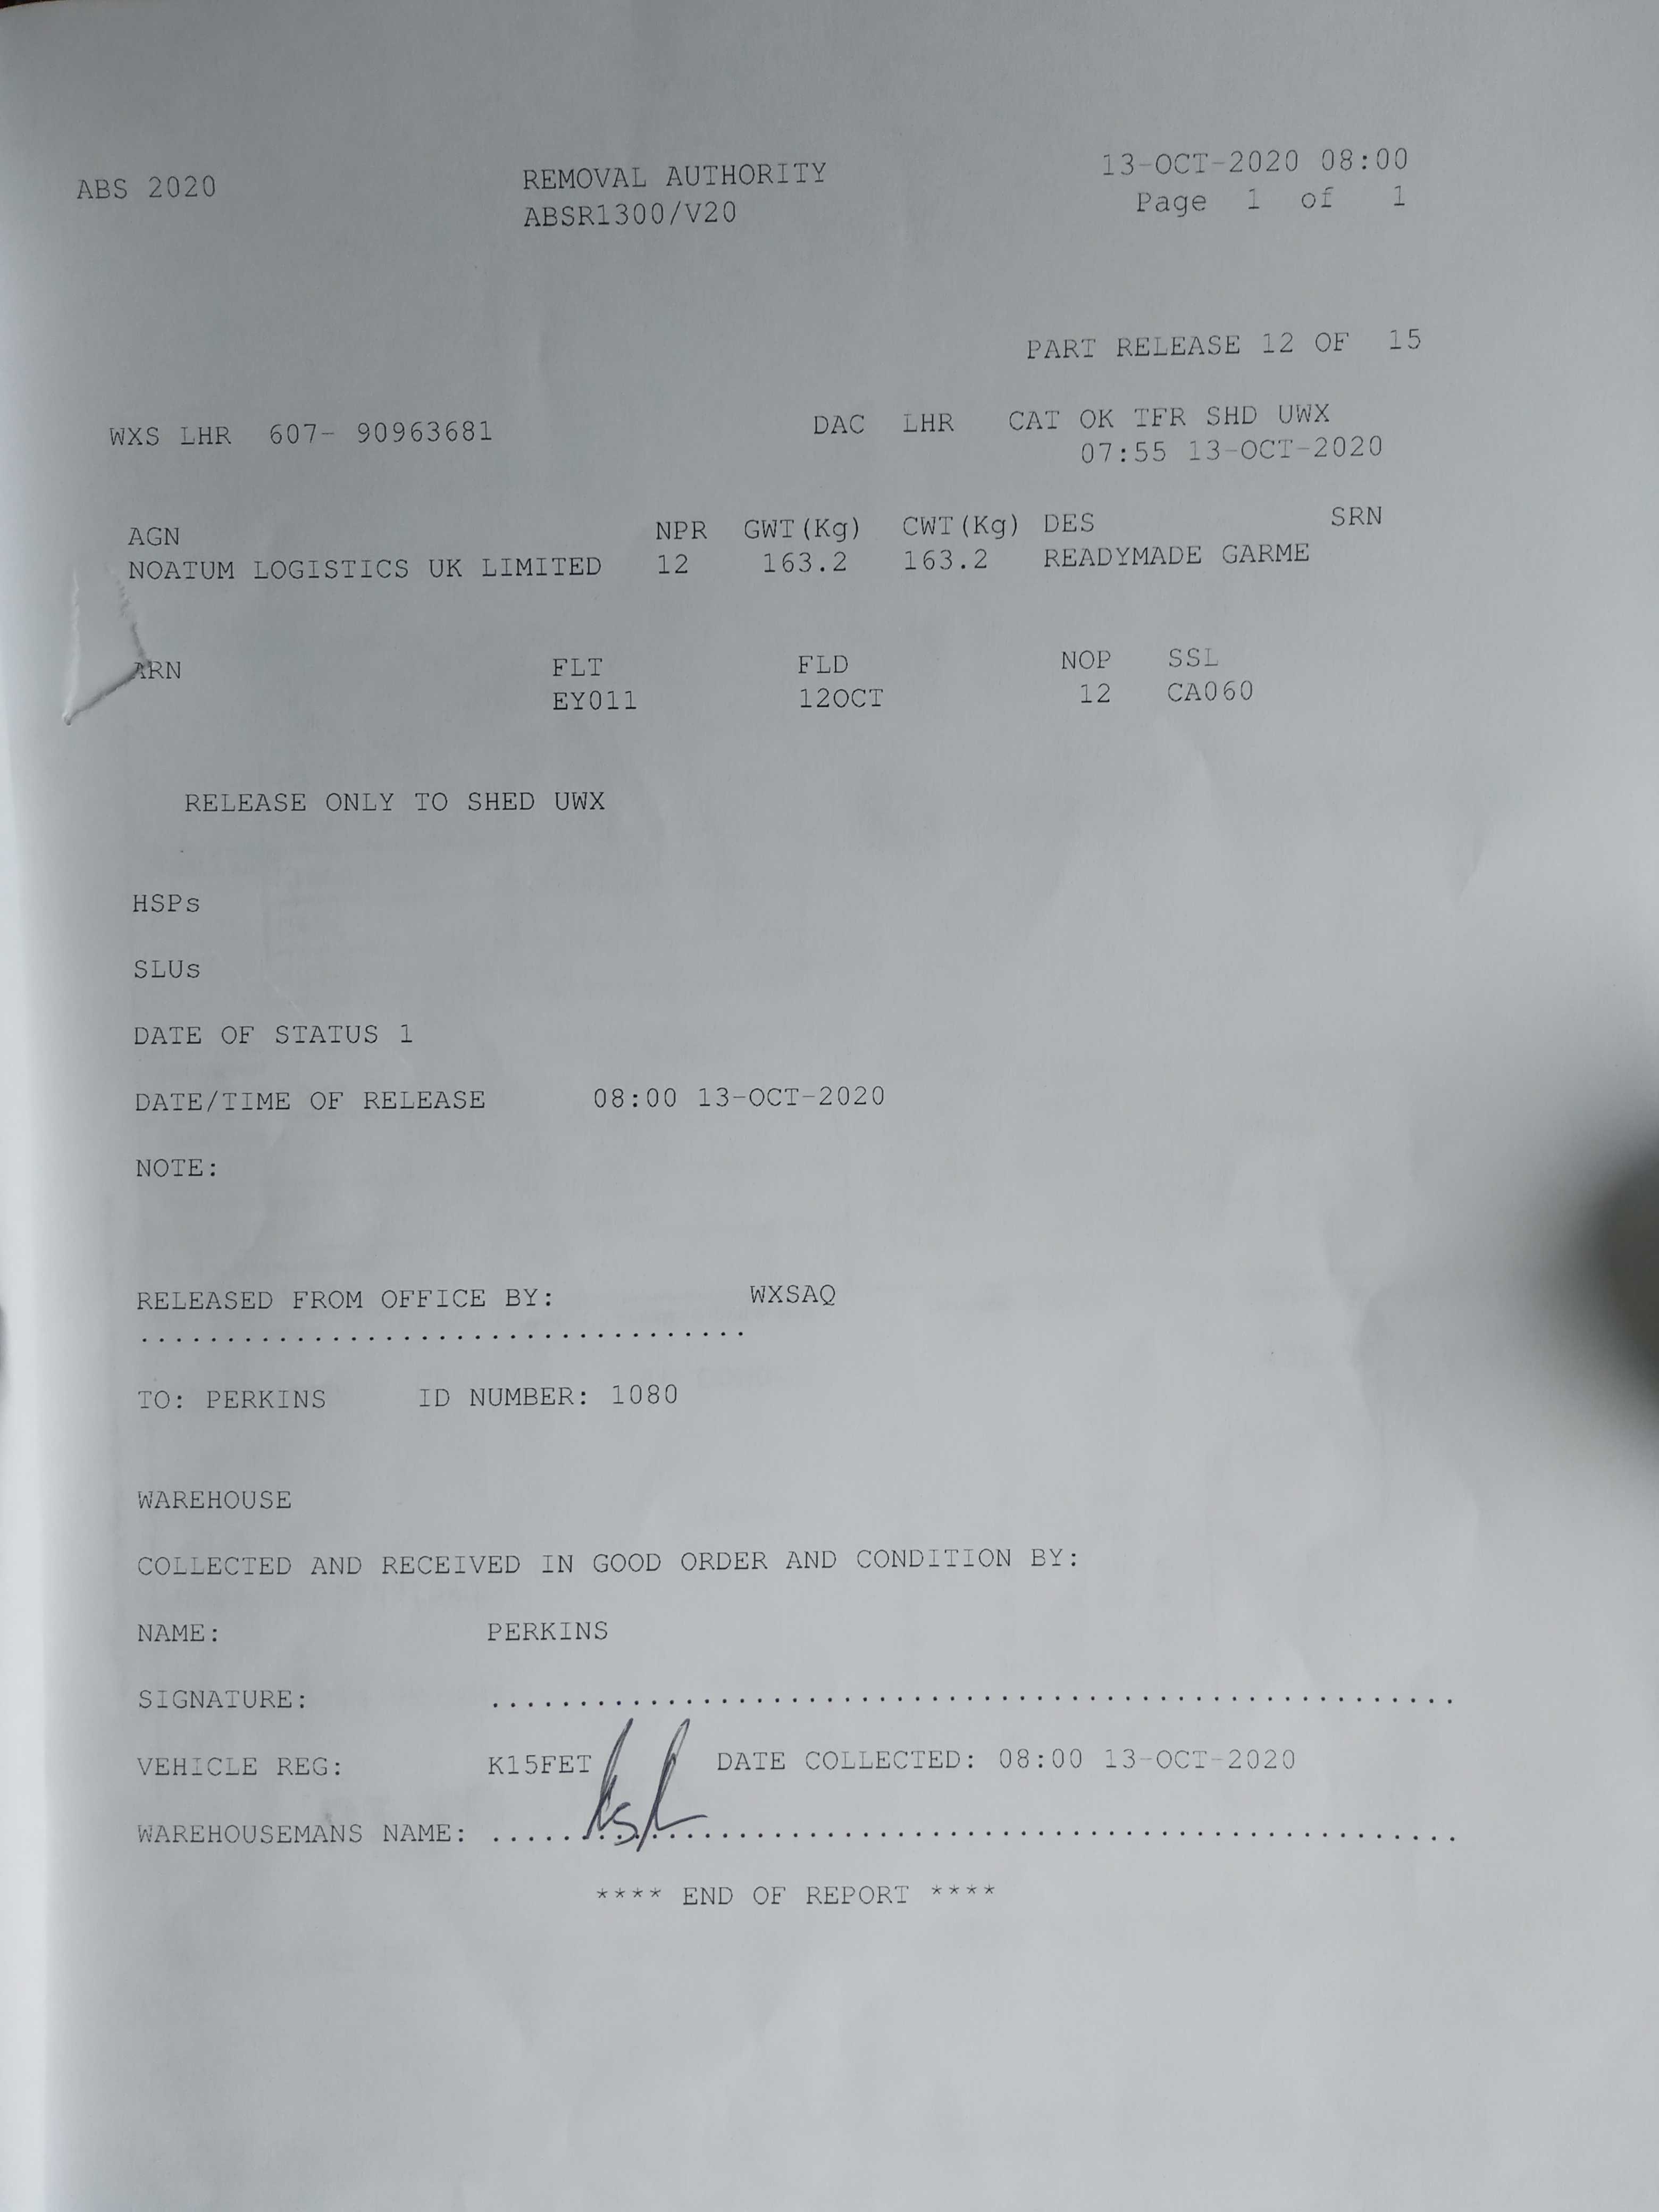 ABS 2020 REMOVAL AUTHORITY 13-OCT-2020 08:00
ABSR1300/V20 Page 1 of 1
PART RELEASE 12 OF 15
WXS LHR 607- 90963681 DAC LHR CAT OK TFR SHD UWX
07:55 13-OCT-2020
AGN NPR GWT(Kg) CWT(Kg) DES SRN
NOATUM LOGISTICS UK LIMITED 12 163.2 163.2 READYMADE GARME
ARN FLT FLD NOP SSL
EY011 12OCT 12 CA060
RELEASE ONLY TO SHED UWX
HSPs
SLUs
DATE OF STATUS 1
DATE/TIME OF RELEASE 08:00 13-OCT-2020
NOTE:
RELEASED FROM OFFICE BY: WXSAQ
...................................
TO: PERKINS ID NUMBER: 1080
WAREHOUSE
COLLECTED AND RECEIVED IN GOOD ORDER AND CONDITION BY:
NAME: PERKINS
SIGNATURE: .......................................................
VEHICLE REG: K15FET DATE COLLECTED: 08:00 13-OCT-2020
WAREHOUSEMANS NAME: .......................................................
**** END OF REPORT ****